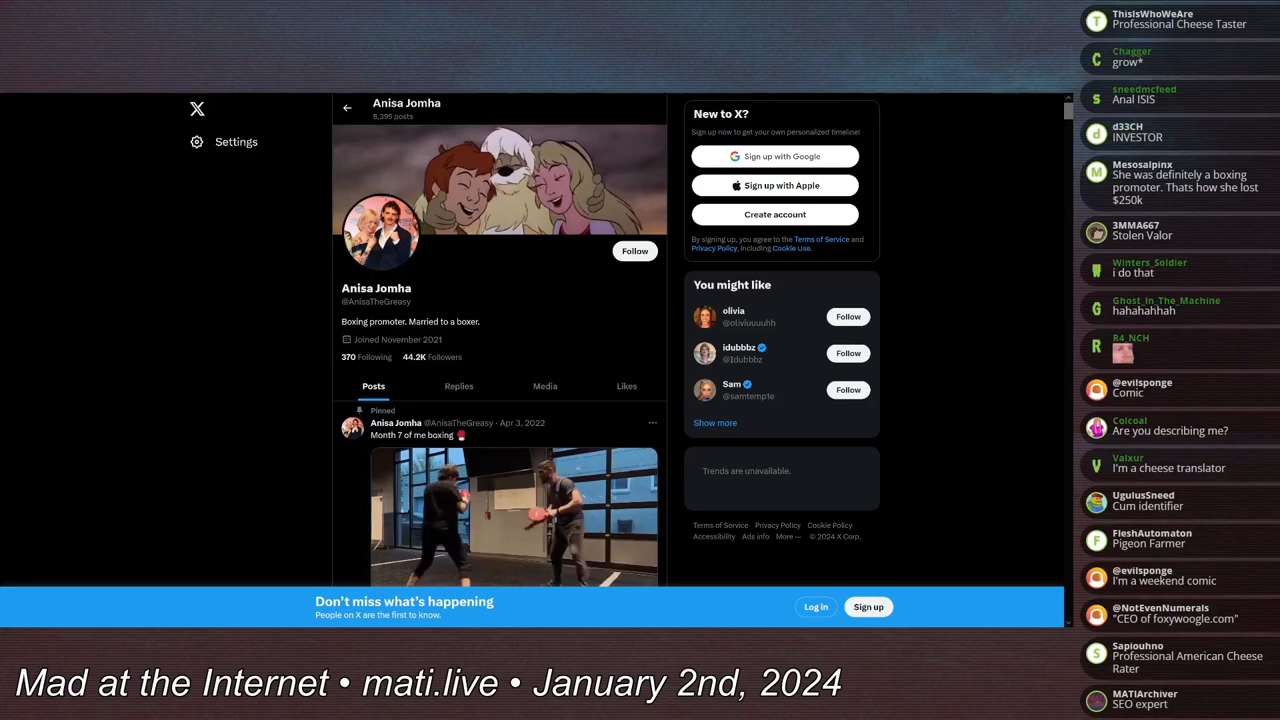 Anisa Jomha
8,395 posts
Settings
Follow
Anisa Jomha
@AnisaTheGreasy
Boxing promoter. Married to a boxer.
Joined November 2021
370 Following 44.2K Followers
Posts Replies Media Likes
Pinned
Anisa Jomha @AnisaTheGreasy · Apr 3, 2022
Month 7 of me boxing 🥊
New to X?
Sign up now to get your own personalized timeline!
Sign up with Google
Sign up with Apple
Create account
By signing up, you agree to the Terms of Service and
Privacy Policy, including Cookie Use.
You might like
olivia
@oliviuuuuhh
Follow
idubbbz
@1dubbbz
Follow
Sam
@samtemp1e
Follow
Show more
Trends are unavailable.
Terms of Service Privacy Policy Cookie Policy
Accessibility Ads info More ··· © 2024 X Corp.
Don't miss what's happening
People on X are the first to know.
Log in Sign up
Mad at the Internet • mati.live • January 2nd, 2024
ThisIsWhoWeAre
Professional Cheese Taster
Chagger
grow*
sneedmcfeed
Anal ISIS
d33CH
INVESTOR
Mesosalpinx
She was definitely a boxing
promoter. Thats how she lost
$250k
3MMA667
Stolen Valor
Winters_Soldier
i do that
Ghost_In_The_Machine
hahahahhah
R4_NCH
@evilsponge
Comic
Colcoal
Are you describing me?
Valxur
I'm a cheese translator
UgulusSneed
Cum identifier
FleshAutomaton
Pigeon Farmer
@evilsponge
I'm a weekend comic
@NotEvenNumerals
"CEO of foxywoogle.com"
Sapiouhno
Professional American Cheese
Rater
MATIArchiver
SEO expert